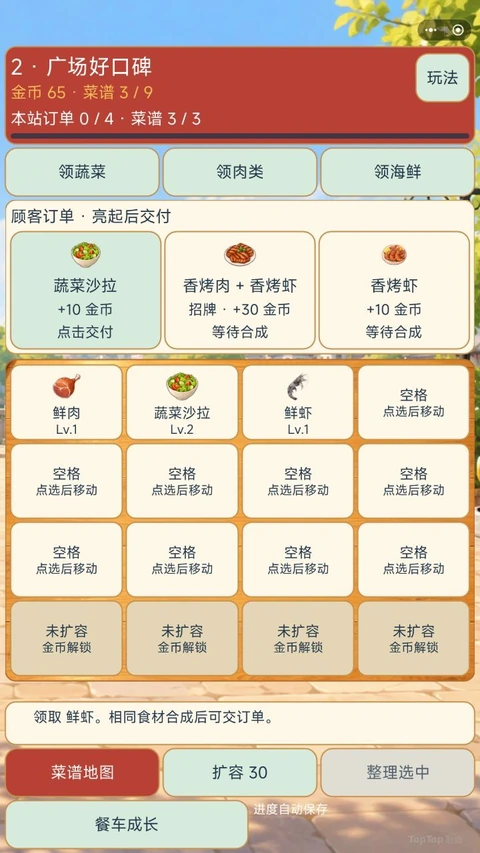 2 · 广场好口碑
金币 65 · 菜谱 3 / 9
玩法
本站订单 0 / 4 · 菜谱 3 / 3
领蔬菜
领肉类
领海鲜
顾客订单 · 亮起后交付
蔬菜沙拉
+10 金币
点击交付
香烤肉 + 香烤虾
招牌 · +30 金币
等待合成
香烤虾
+10 金币
等待合成
鲜肉
Lv.1
蔬菜沙拉
Lv.2
鲜虾
Lv.1
空格
点选后移动
空格
点选后移动
空格
点选后移动
空格
点选后移动
空格
点选后移动
空格
点选后移动
空格
点选后移动
空格
点选后移动
空格
点选后移动
未扩容
金币解锁
未扩容
金币解锁
未扩容
金币解锁
未扩容
金币解锁
领取 鲜虾。相同食材合成后可交订单。
菜谱地图
扩容 30
整理选中
餐车成长
进度自动保存
TapTap